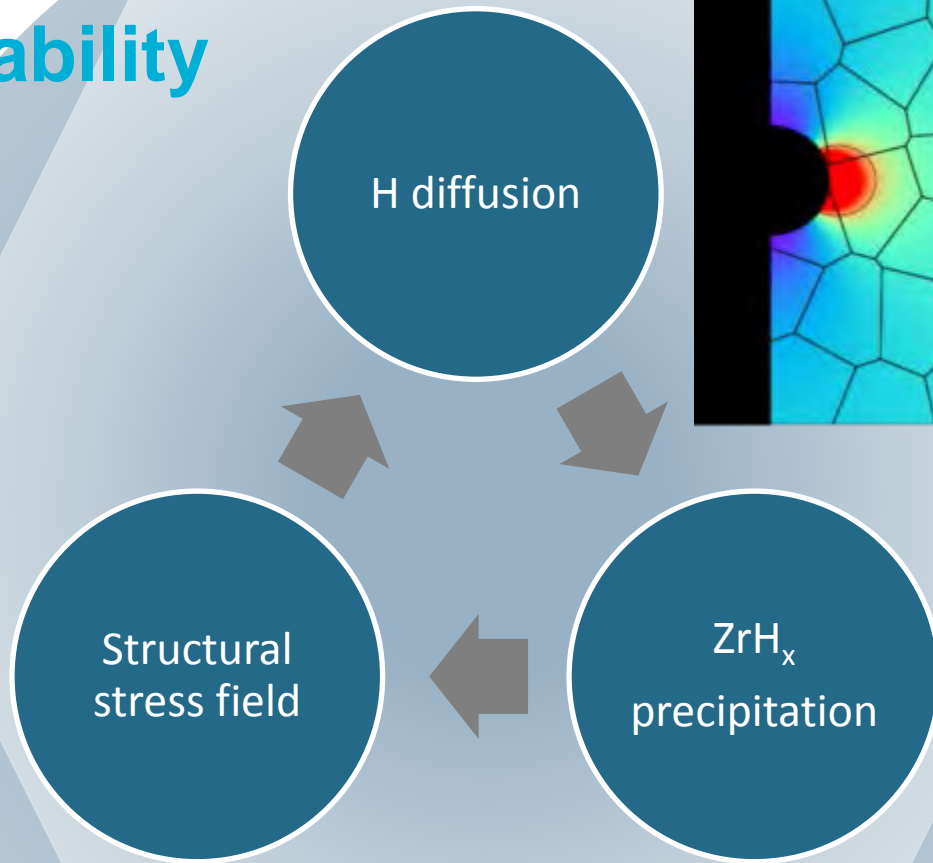 ability
H diffusion
Structural
stress field
ZrHₓ
precipitation